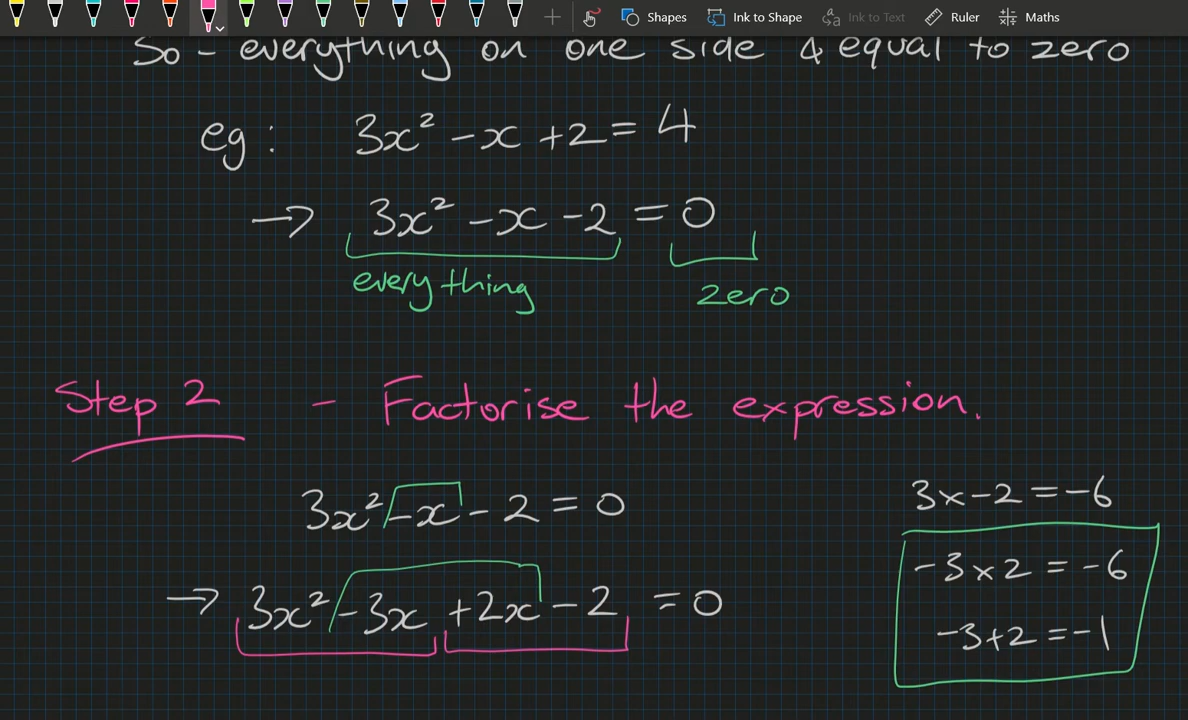 Shapes Ink to Shape Ink to Text Ruler Maths
So - everything on one side & equal to zero
eg: 3x² - x + 2 = 4
→ 3x² - x - 2 = 0
everything zero
Step 2 - Factorise the expression.
3x² - x - 2 = 0
3 x -2 = -6
-3 x 2 = -6
→ 3x² - 3x + 2x - 2 = 0
-3 + 2 = -1